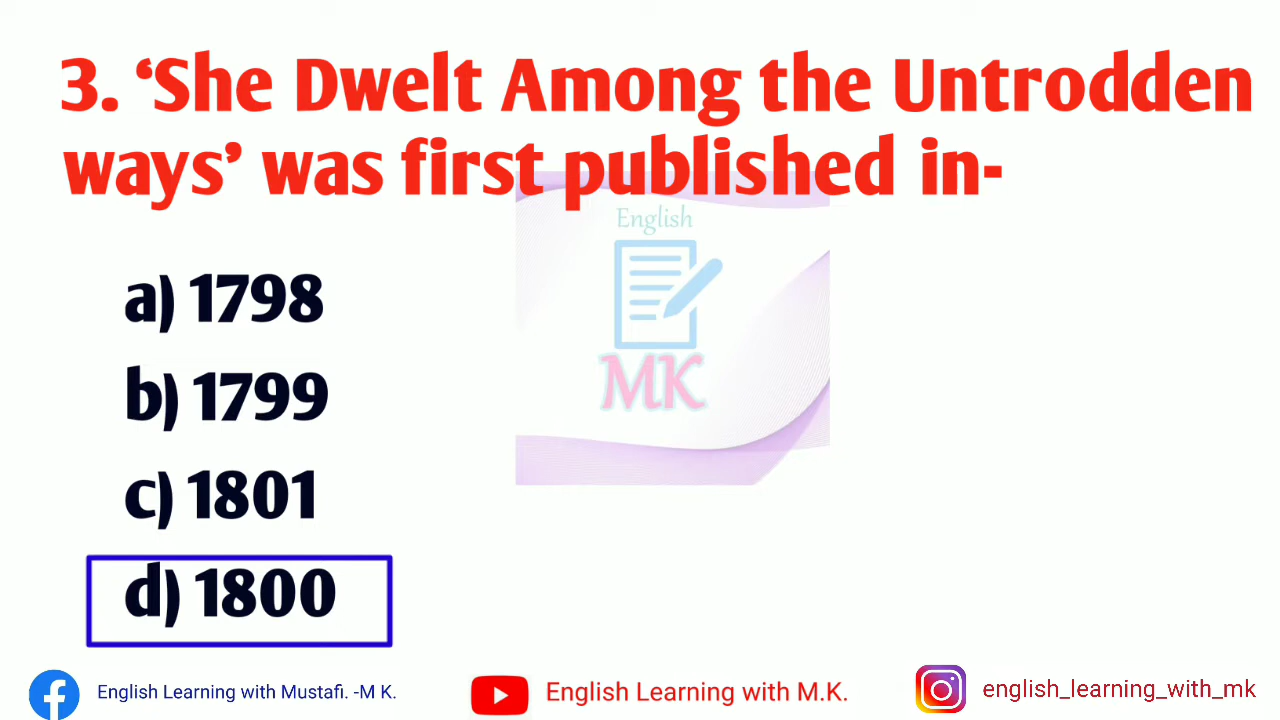 3. ‘She Dwelt Among the Untrodden
ways’ was first published in-
English
MK
a) 1798
b) 1799
c) 1801
d) 1800
English Learning with Mustafi. -M K.
English Learning with M.K.
english_learning_with_mk